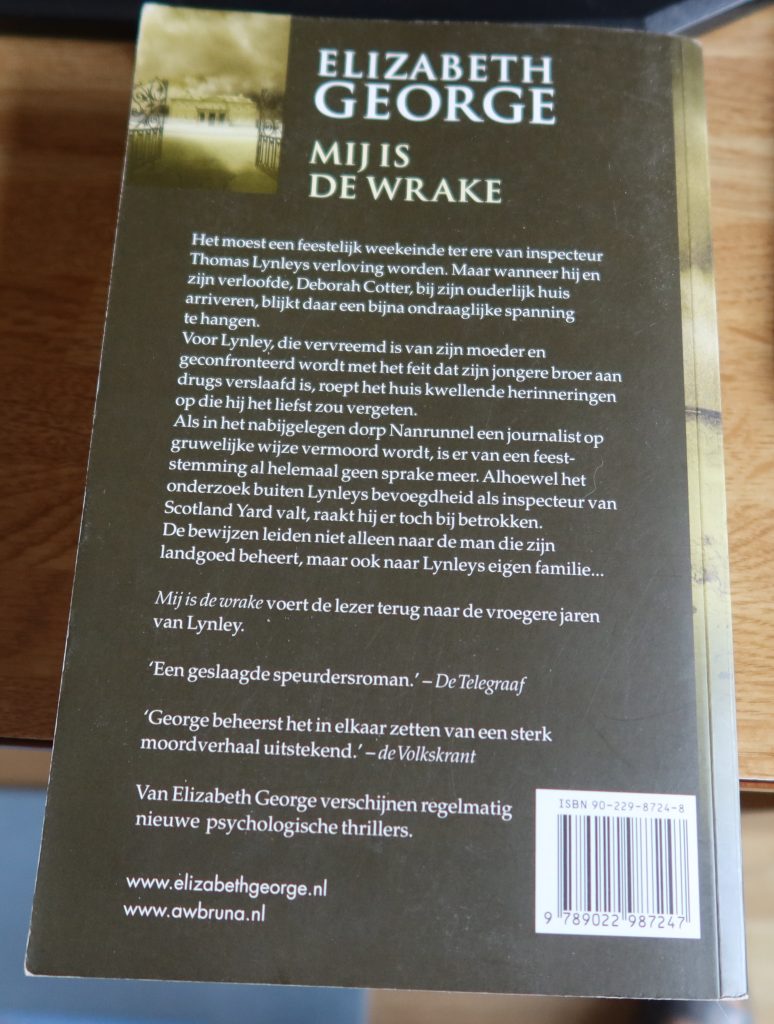 ELIZABETH
GEORGE
MIJ IS
DE WRAKE
Het moest een feestelijk weekeinde ter ere van inspecteur
Thomas Lynleys verloving worden. Maar wanneer hij en
zijn verloofde, Deborah Cotter, bij zijn ouderlijk huis
arriveren, blijkt daar een bijna ondraaglijke spanning
te hangen.
Voor Lynley, die vervreemd is van zijn moeder en
geconfronteerd wordt met het feit dat zijn jongere broer aan
drugs verslaafd is, roept het huis kwellende herinneringen
op die hij het liefst zou vergeten.
Als in het nabijgelegen dorp Nanrunnel een journalist op
gruwelijke wijze vermoord wordt, is er van een feest-
stemming al helemaal geen sprake meer. Alhoewel het
onderzoek buiten Lynleys bevoegdheid als inspecteur van
Scotland Yard valt, raakt hij er toch bij betrokken.
De bewijzen leiden niet alleen naar de man die zijn
landgoed beheert, maar ook naar Lynleys eigen familie...
Mij is de wrake voert de lezer terug naar de vroegere jaren
van Lynley.
‘Een geslaagde speurdersroman.’ – De Telegraaf
‘George beheerst het in elkaar zetten van een sterk
moordverhaal uitstekend.’ – de Volkskrant
Van Elizabeth George verschijnen regelmatig
nieuwe psychologische thrillers.
www.elizabethgeorge.nl
www.awbruna.nl
ISBN 90-229-8724-8
9 789022 987247